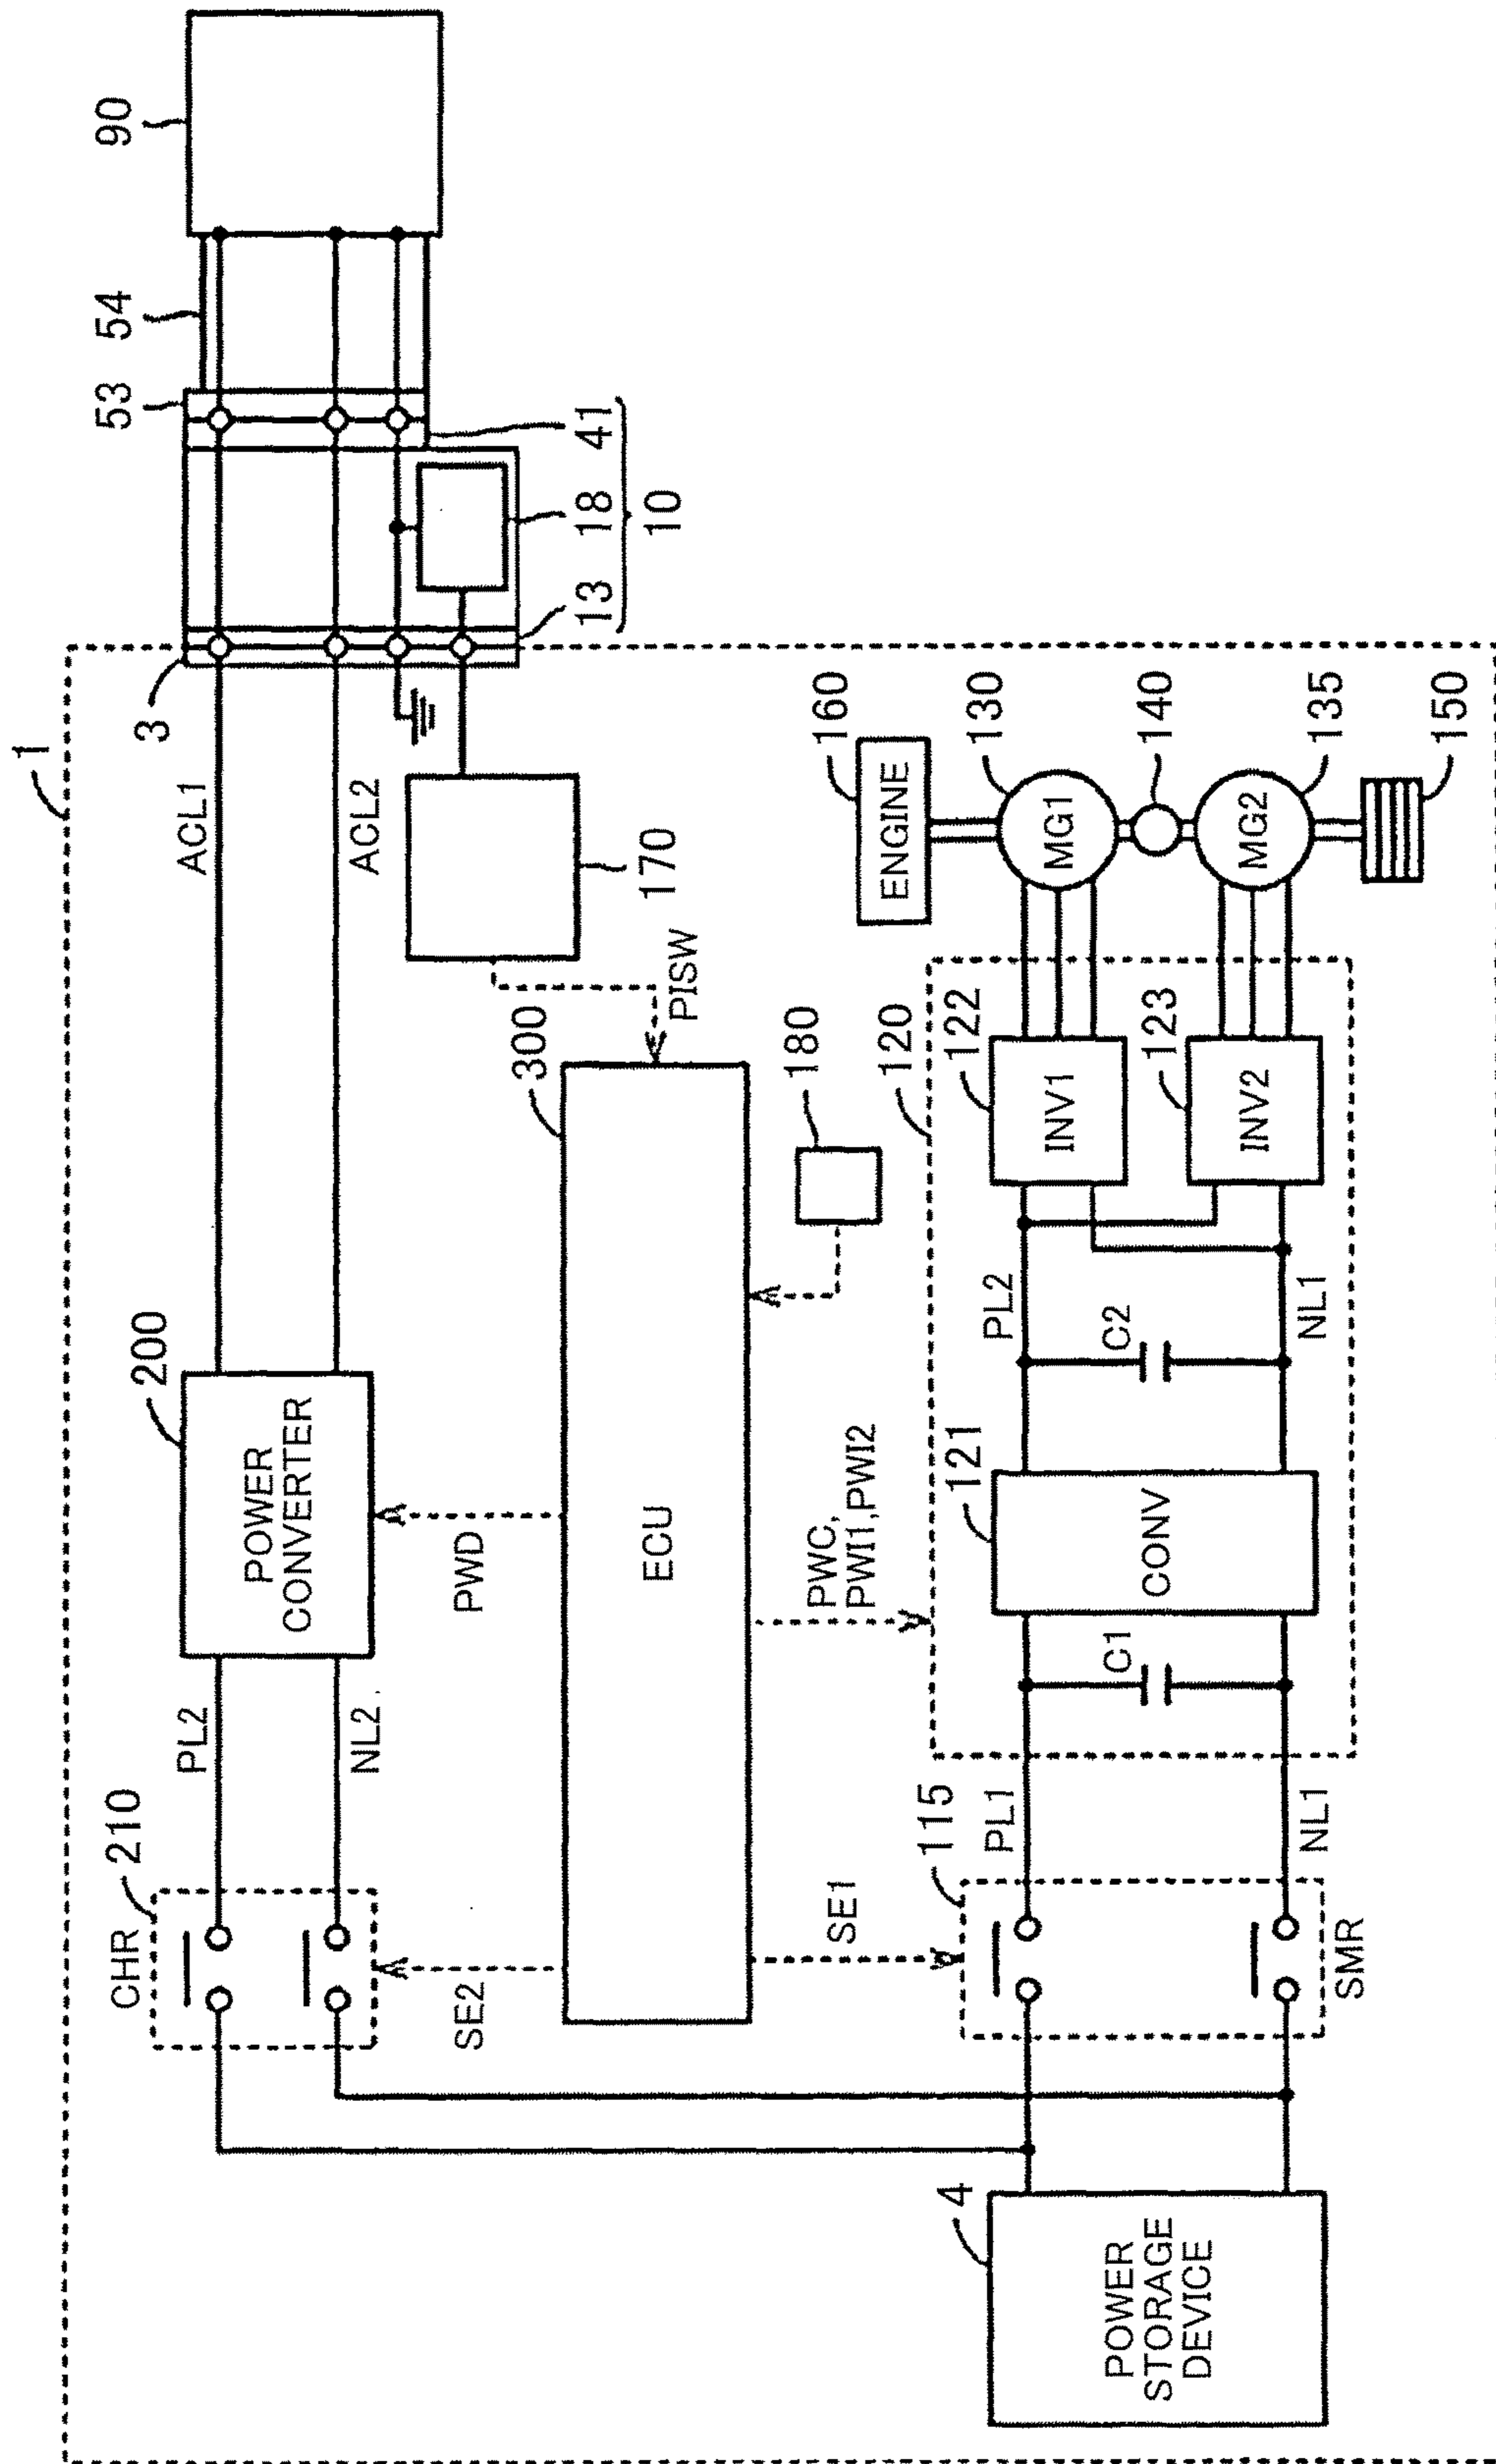 1
3
ACL1
ACL2
53
54
90
41
18
13
10
170
PISW
200
POWER
CONVERTER
PL2
NL2
210
CHR
PWD
SE2
300
ECU
SE1
180
PWC,
PWI1,PWI2
160
ENGINE
130
MG1
140
MG2
135
150
120
122
INV1
123
INV2
PL2
C2
NL1
121
CONV
C1
115
PL1
NL1
SMR
4
POWER
STORAGE
DEVICE